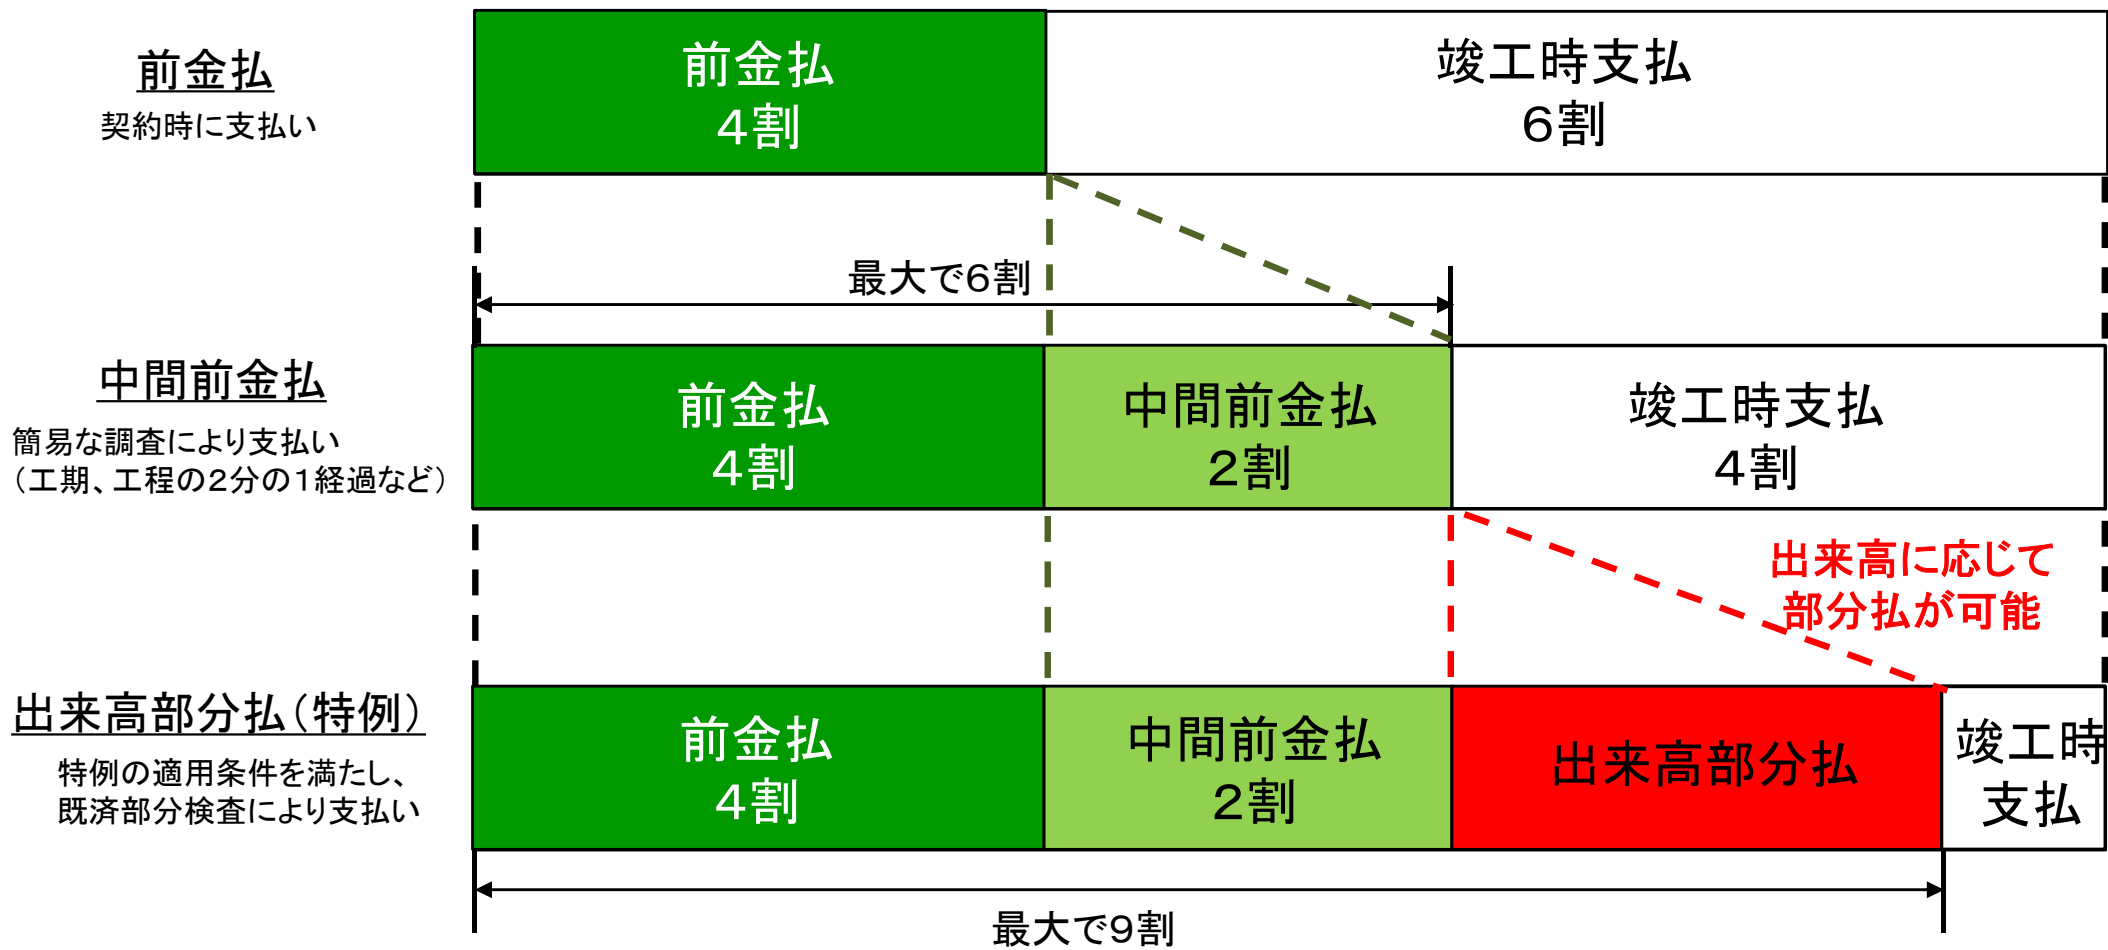 前金払
契約時に支払い
前金払
４割
竣工時支払
６割
最大で６割
中間前金払
簡易な調査により支払い
（工期、工程の２分の１経過など）
前金払
４割
中間前金払
２割
竣工時支払
４割
出来高に応じて
部分払が可能
出来高部分払（特例）
特例の適用条件を満たし、
既済部分検査により支払い
前金払
４割
中間前金払
２割
出来高部分払
竣工時
支払
最大で９割